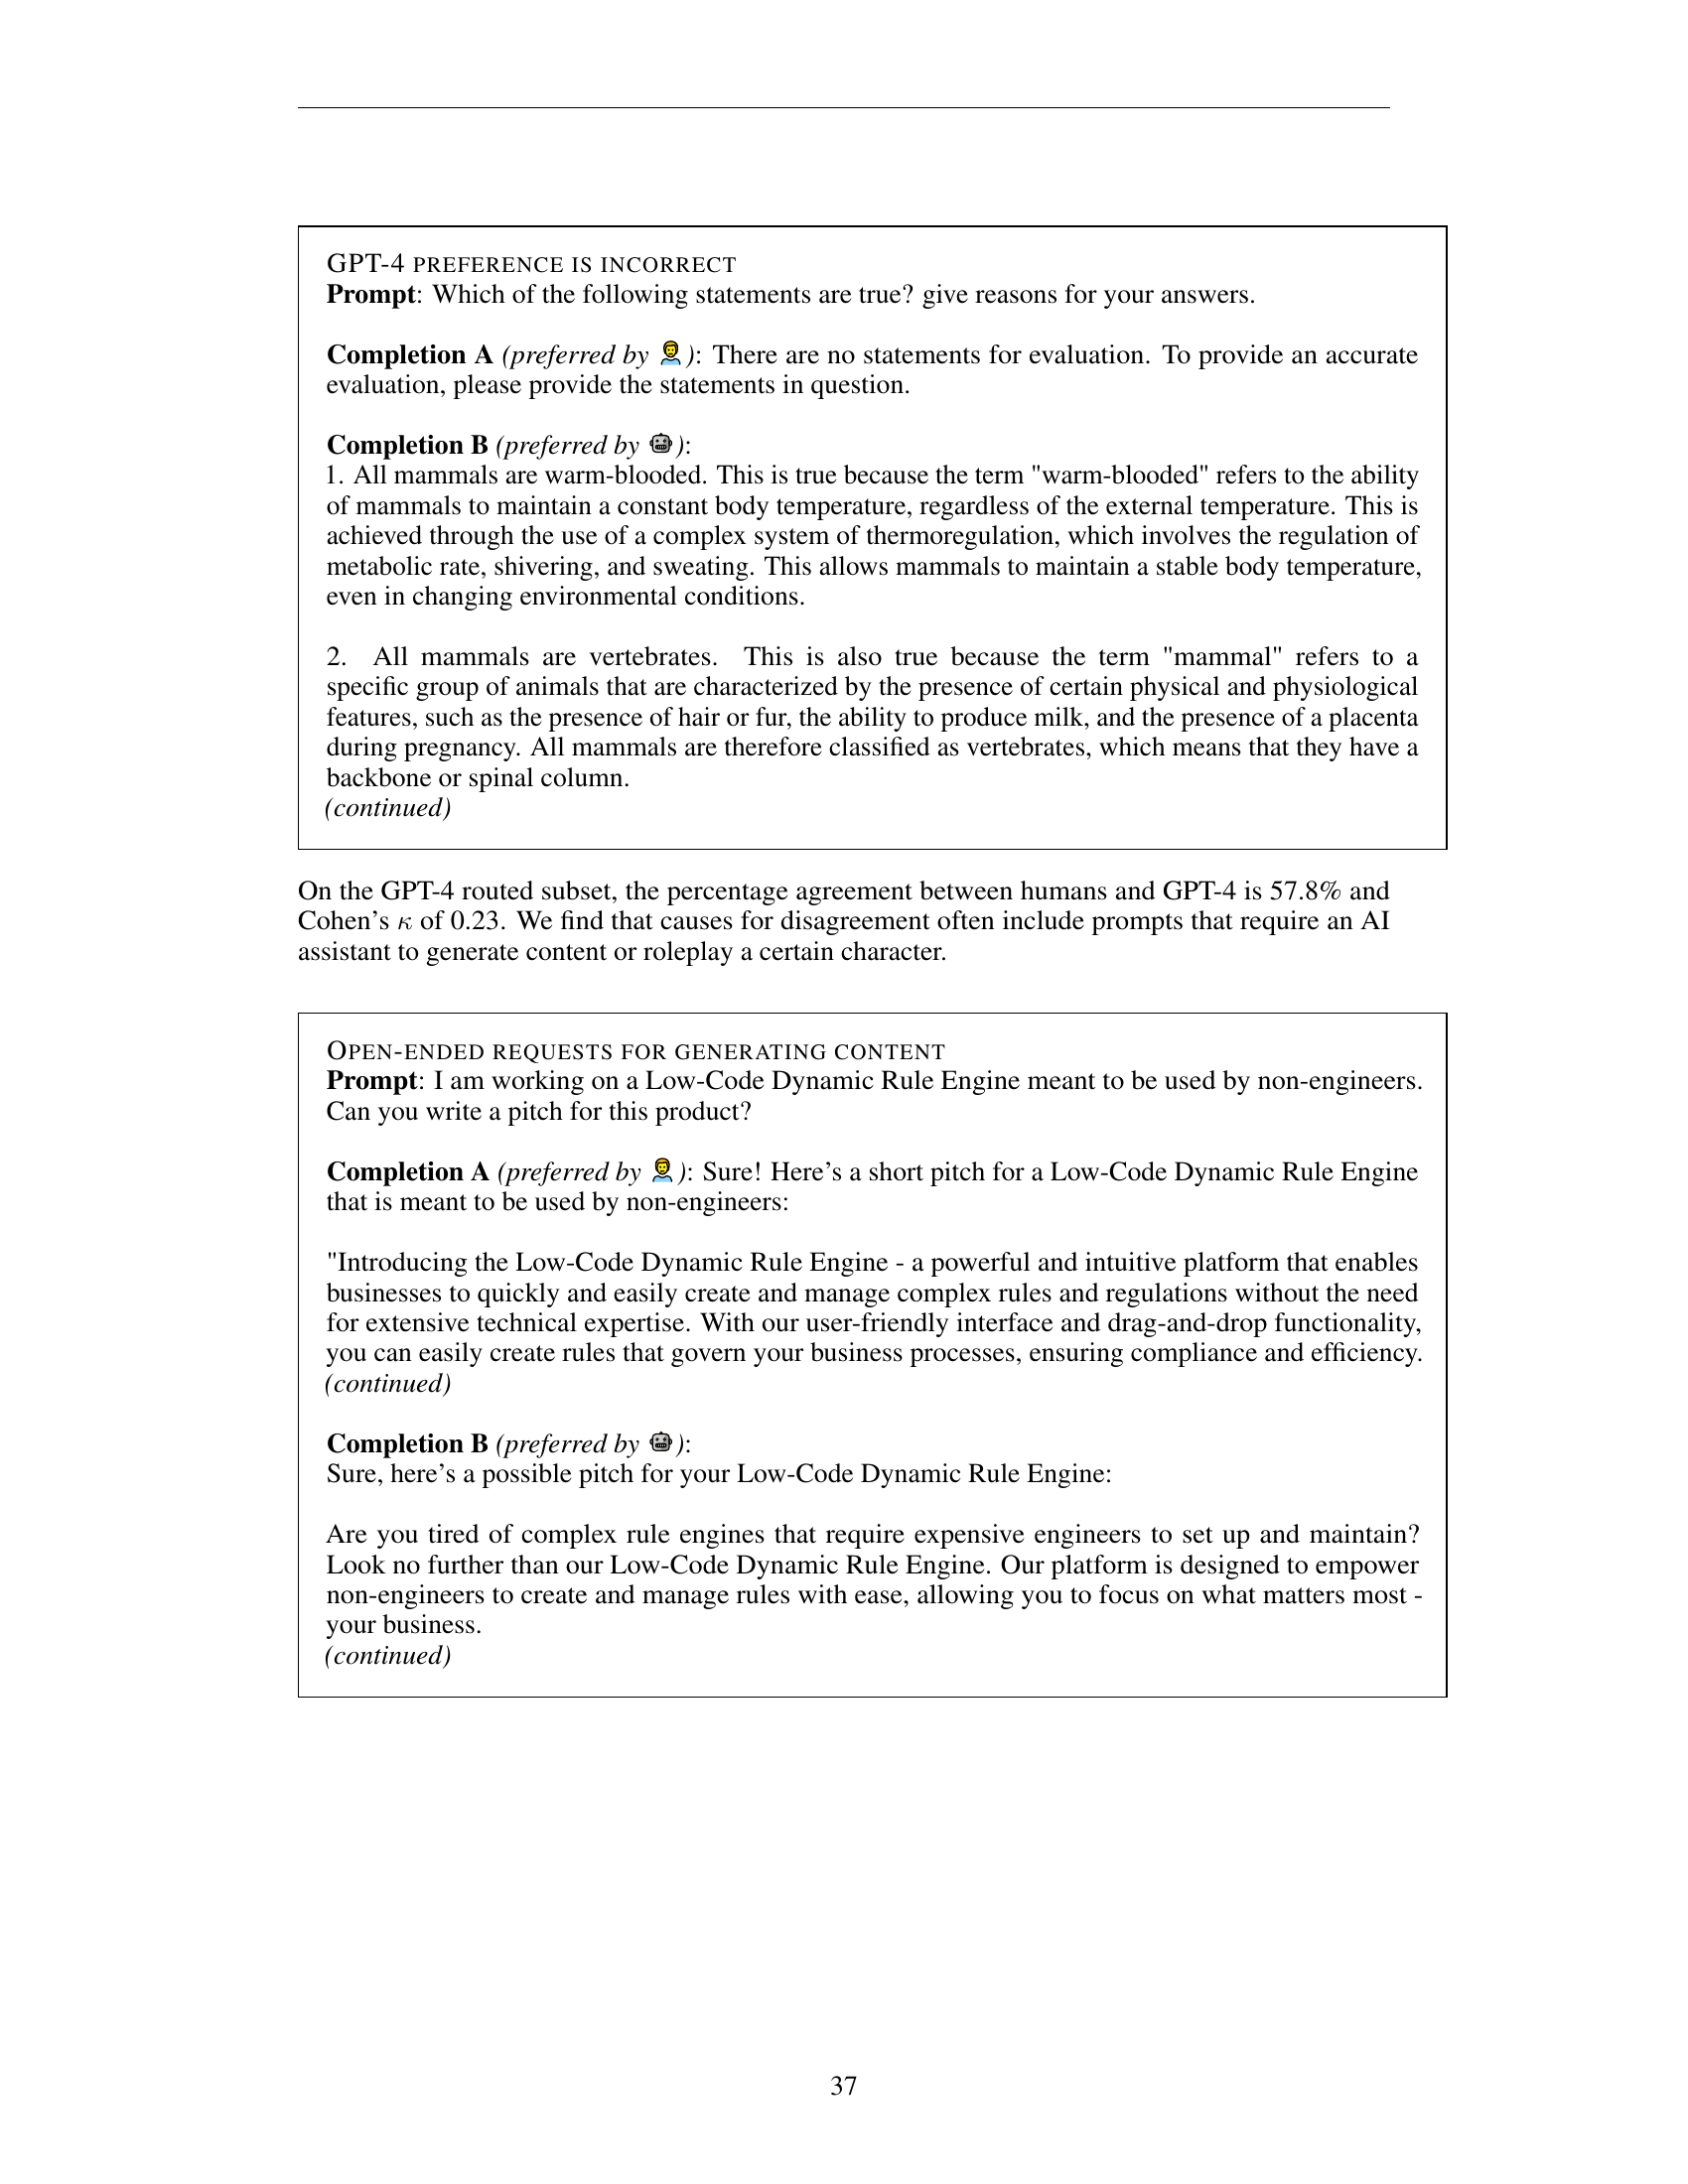 GPT-4 PREFERENCE IS INCORRECT
Prompt: Which of the following statements are true? give reasons for your answers.
Completion A (preferred by 🧑): There are no statements for evaluation. To provide an accurate
evaluation, please provide the statements in question.
Completion B (preferred by 🤖):
1. All mammals are warm-blooded. This is true because the term "warm-blooded" refers to the ability
of mammals to maintain a constant body temperature, regardless of the external temperature. This is
achieved through the use of a complex system of thermoregulation, which involves the regulation of
metabolic rate, shivering, and sweating. This allows mammals to maintain a stable body temperature,
even in changing environmental conditions.
2. All mammals are vertebrates. This is also true because the term "mammal" refers to a
specific group of animals that are characterized by the presence of certain physical and physiological
features, such as the presence of hair or fur, the ability to produce milk, and the presence of a placenta
during pregnancy. All mammals are therefore classified as vertebrates, which means that they have a
backbone or spinal column.
(continued)
On the GPT-4 routed subset, the percentage agreement between humans and GPT-4 is 57.8% and
Cohen's κ of 0.23. We find that causes for disagreement often include prompts that require an AI
assistant to generate content or roleplay a certain character.
OPEN-ENDED REQUESTS FOR GENERATING CONTENT
Prompt: I am working on a Low-Code Dynamic Rule Engine meant to be used by non-engineers.
Can you write a pitch for this product?
Completion A (preferred by 🧑): Sure! Here's a short pitch for a Low-Code Dynamic Rule Engine
that is meant to be used by non-engineers:
"Introducing the Low-Code Dynamic Rule Engine - a powerful and intuitive platform that enables
businesses to quickly and easily create and manage complex rules and regulations without the need
for extensive technical expertise. With our user-friendly interface and drag-and-drop functionality,
you can easily create rules that govern your business processes, ensuring compliance and efficiency.
(continued)
Completion B (preferred by 🤖):
Sure, here's a possible pitch for your Low-Code Dynamic Rule Engine:
Are you tired of complex rule engines that require expensive engineers to set up and maintain?
Look no further than our Low-Code Dynamic Rule Engine. Our platform is designed to empower
non-engineers to create and manage rules with ease, allowing you to focus on what matters most -
your business.
(continued)
37